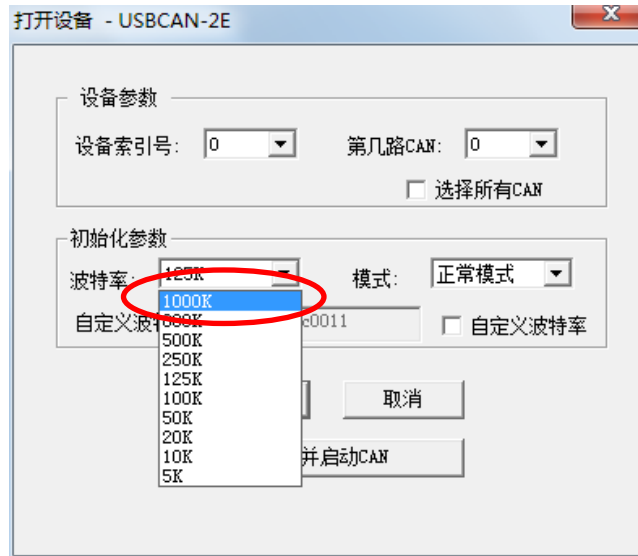 打开设备 - USBCAN-2E
设备参数
设备索引号: 0 第几路CAN: 0
选择所有CAN
初始化参数
波特率: 125K 模式: 正常模式
1000K
自定义波 c0011 自定义波特率
500K
250K
125K
100K
取消
50K
20K
10K
并启动CAN
5K